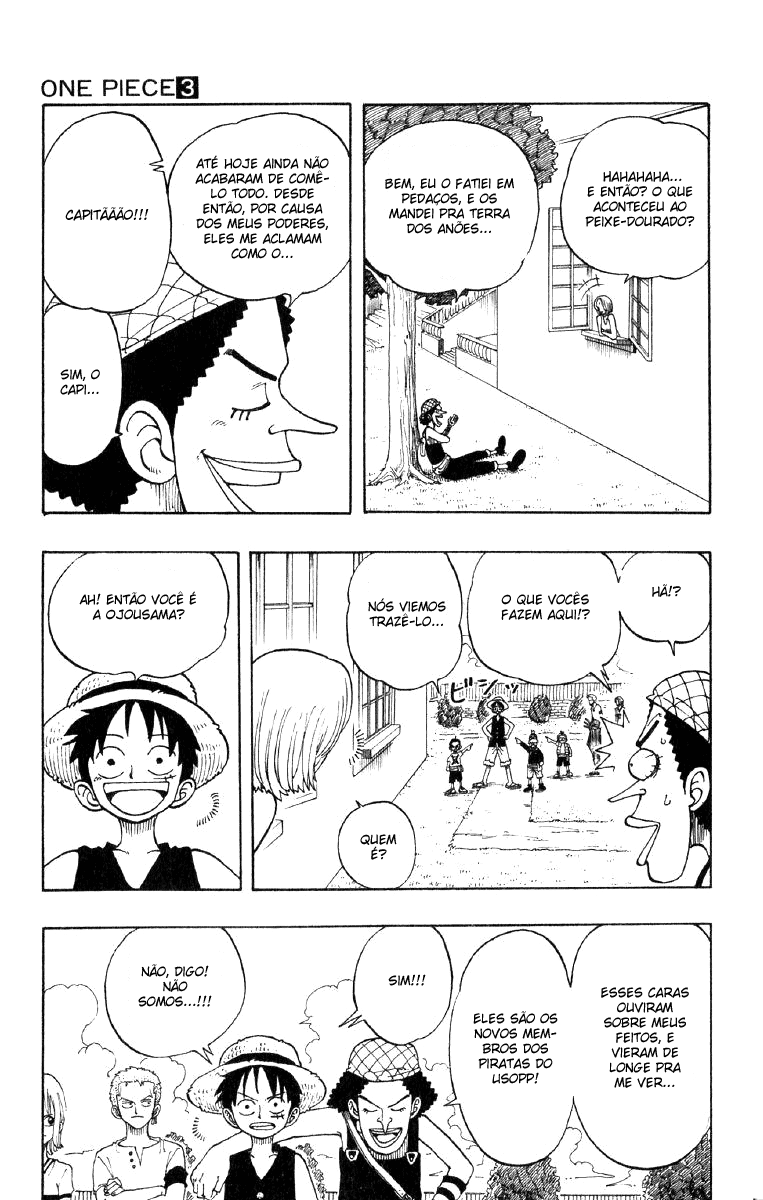 ONE PIECE 3
HAHAHAHA...
E ENTÃO? O QUE
ACONTECEU AO
PEIXE-DOURADO?
BEM, EU O FATIEI EM
PEDAÇOS, E OS
MANDEI PRA TERRA
DOS ANÕES...
ATÉ HOJE AINDA NÃO
ACABARAM DE COMÊ-
LO TODO. DESDE
ENTÃO, POR CAUSA
DOS MEUS PODERES,
ELES ME ACLAMAM
COMO O...
CAPITÃÃÃO!!!
SIM, O
CAPI...
HÃ!?
O QUE VOCÊS
FAZEM AQUI!?
NÓS VIEMOS
TRAZÊ-LO...
ビシッ
QUEM
É?
AH! ENTÃO VOCÊ É
A OJOUSAMA?
ESSES CARAS
OUVIRAM
SOBRE MEUS
FEITOS, E
VIERAM DE
LONGE PRA
ME VER...
ELES SÃO OS
NOVOS MEM-
BROS DOS
PIRATAS DO
USOPP!
SIM!!!
NÃO, DIGO!
NÃO
SOMOS...!!!